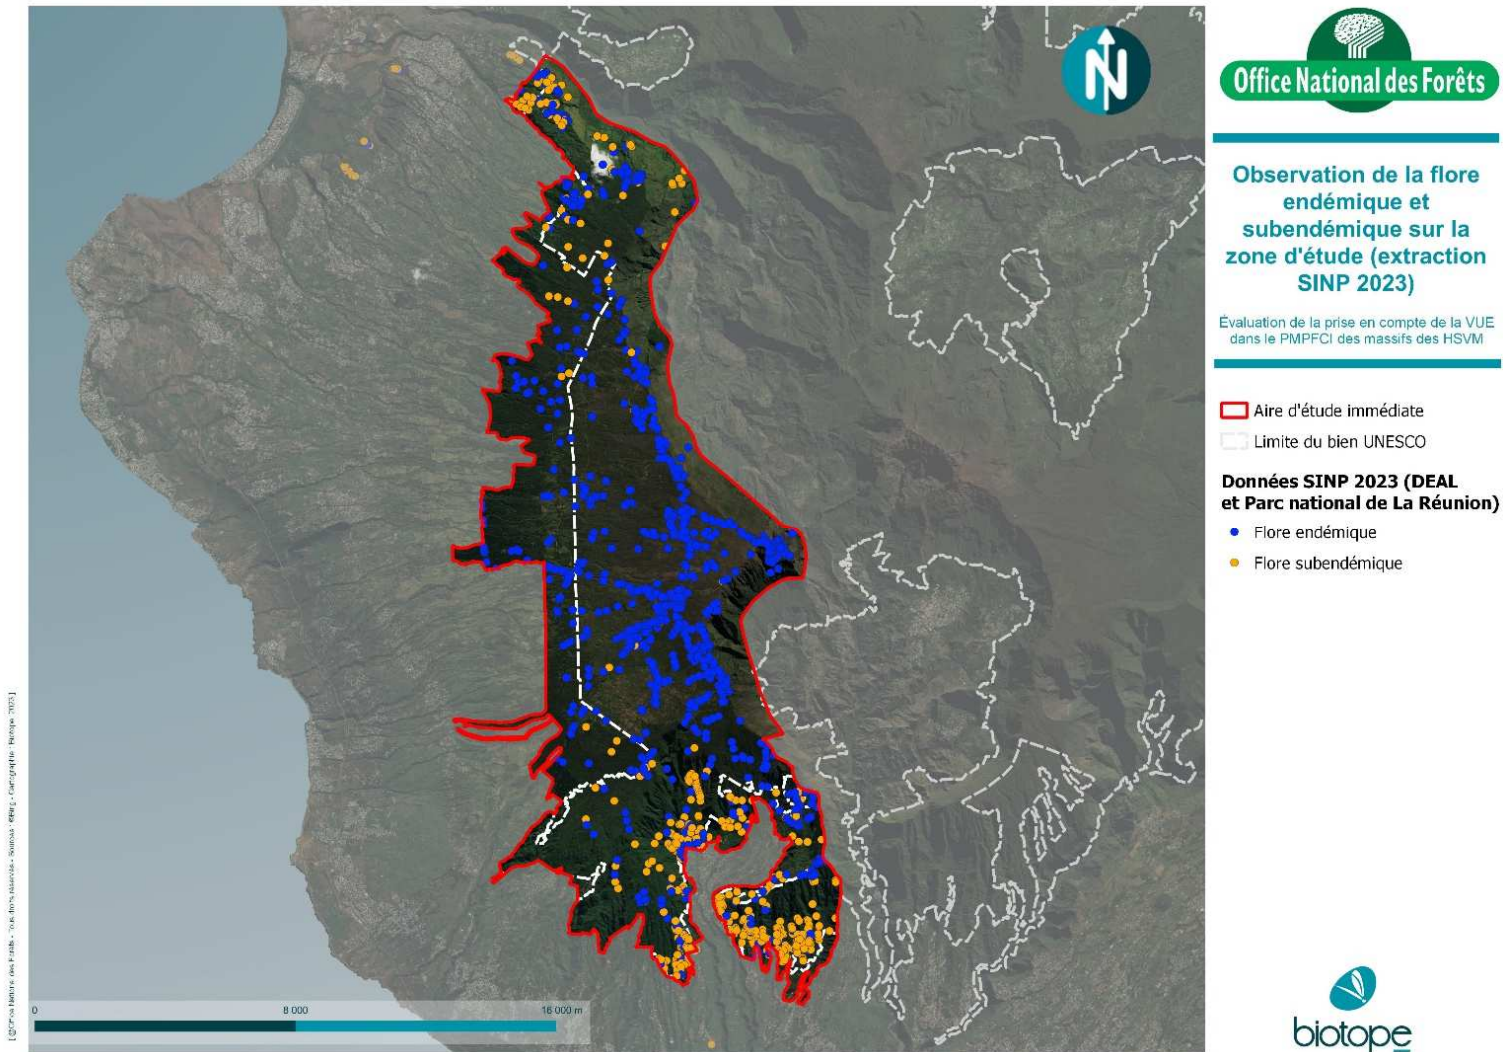 N
Office National des Forêts
Observation de la flore
endémique et
subendémique sur la
zone d'étude (extraction
SINP 2023)
Évaluation de la prise en compte de la VUE
dans le PMPFCI des massifs des HSVM
Aire d'étude immédiate
Limite du bien UNESCO
Données SINP 2023 (DEAL
et Parc national de La Réunion)
Flore endémique
Flore subendémique
0 8 000 16 000 m
biotope